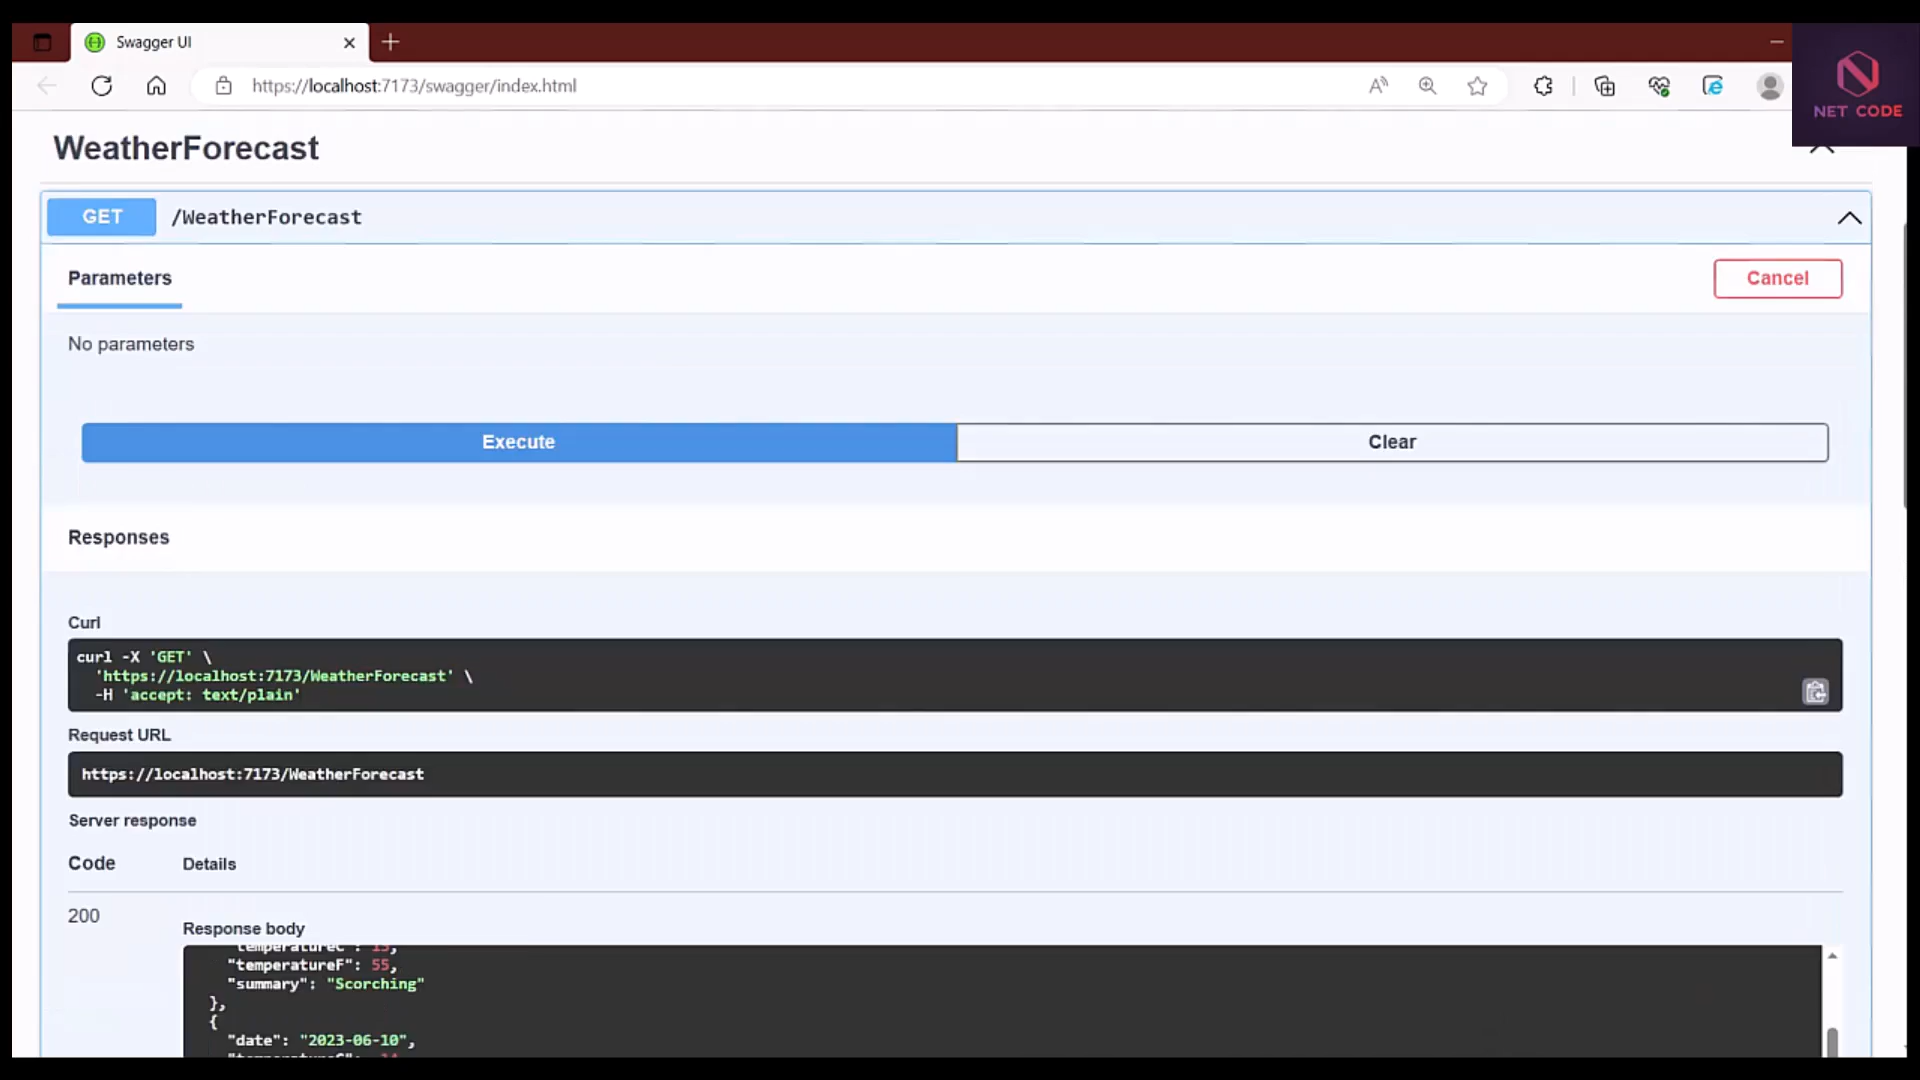 Swagger UI
https://localhost:7173/swagger/index.html
NET CODE
WeatherForecast
GET /WeatherForecast
Parameters
Cancel
No parameters
Execute
Clear
Responses
Curl
curl -X 'GET' \
'https://localhost:7173/WeatherForecast' \
-H 'accept: text/plain'
Request URL
https://localhost:7173/WeatherForecast
Server response
Code Details
200
Response body
"temperatureF": 55,
"summary": "Scorching"
},
{
"date": "2023-06-10",